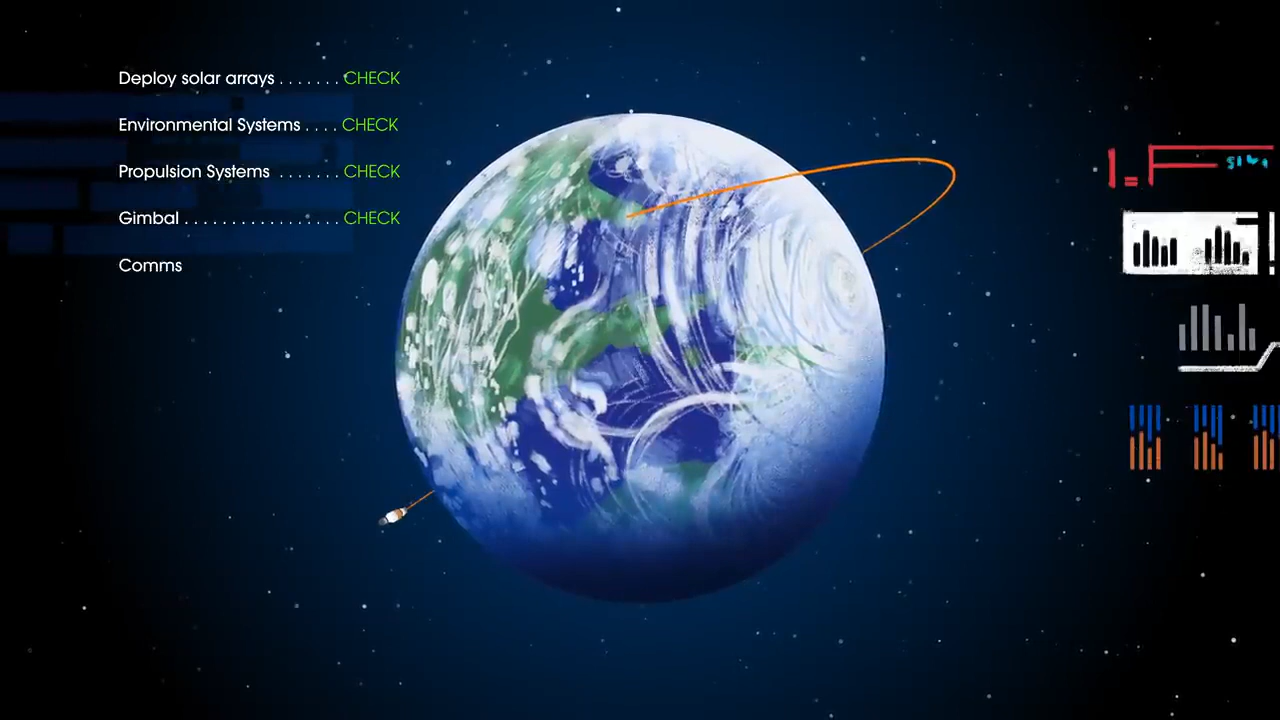 Deploy solar arrays . . . . . . . CHECK
Environmental Systems . . . . CHECK
Propulsion Systems . . . . . . . CHECK
Gimbal . . . . . . . . . . . . . . . . . CHECK
Comms